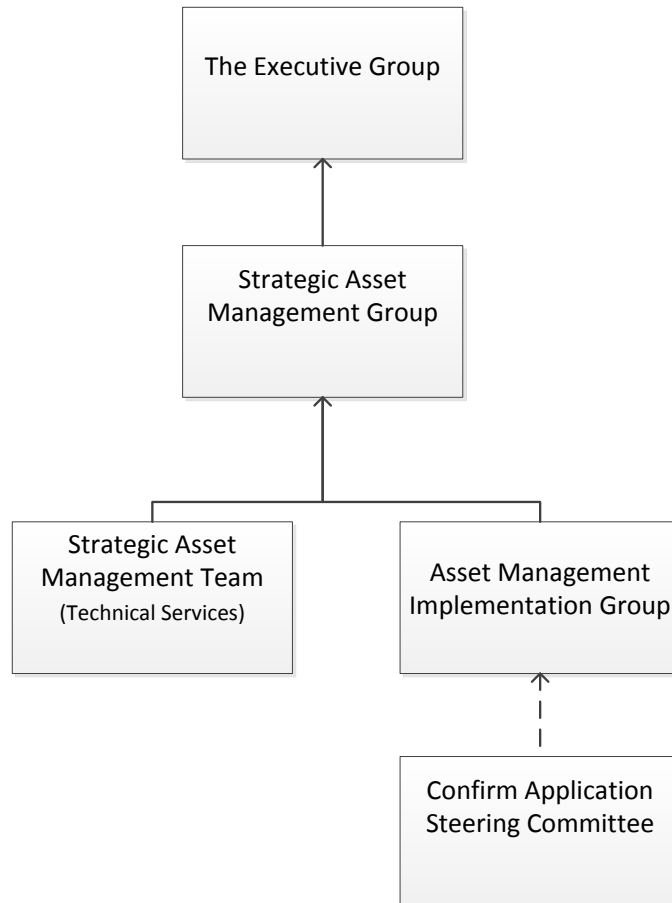 The Executive Group
Strategic Asset
Management Group
Strategic Asset
Management Team
(Technical Services)
Asset Management
Implementation Group
Confirm Application
Steering Committee